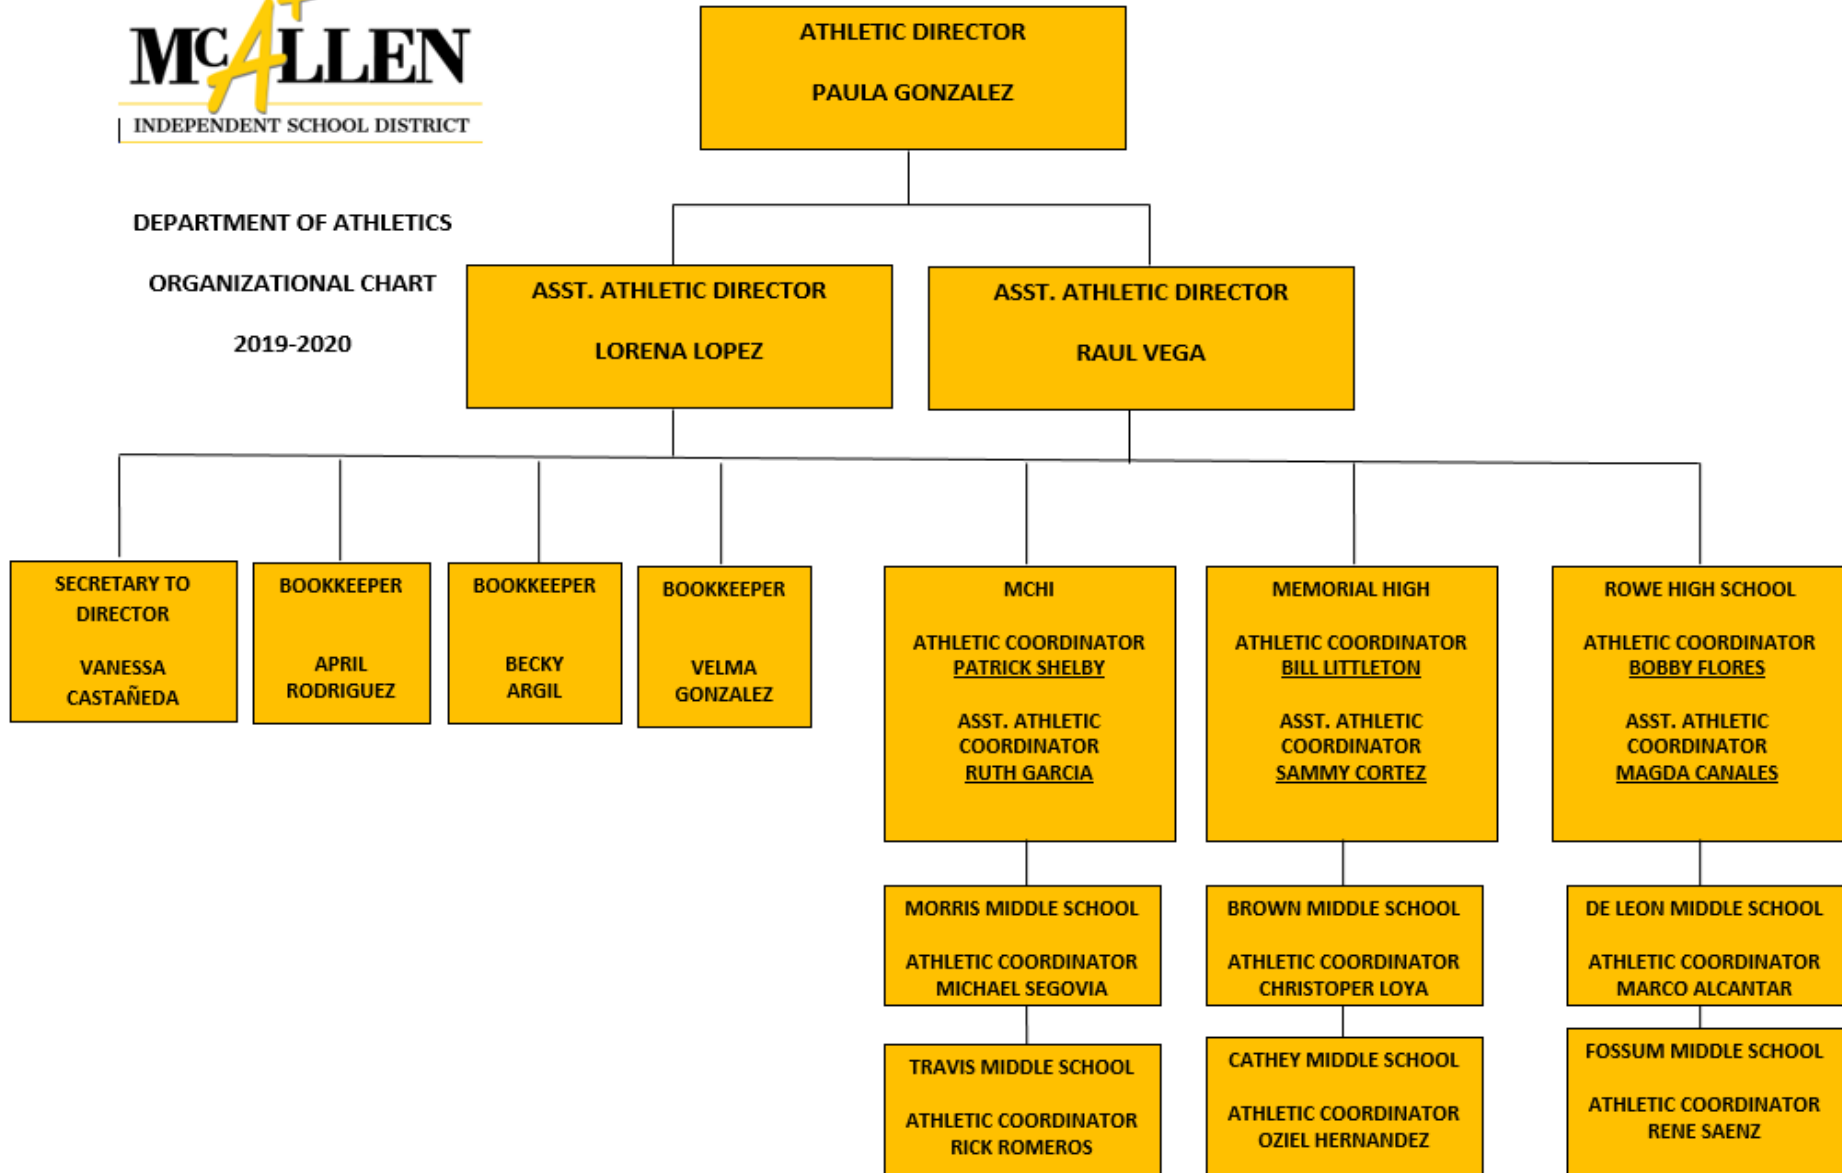 McALLEN
INDEPENDENT SCHOOL DISTRICT
DEPARTMENT OF ATHLETICS
ORGANIZATIONAL CHART
2019-2020
ATHLETIC DIRECTOR
PAULA GONZALEZ
ASST. ATHLETIC DIRECTOR
LORENA LOPEZ
ASST. ATHLETIC DIRECTOR
RAUL VEGA
SECRETARY TO
DIRECTOR
VANESSA
CASTAÑEDA
BOOKKEEPER
APRIL
RODRIGUEZ
BOOKKEEPER
BECKY
ARGIL
BOOKKEEPER
VELMA
GONZALEZ
MCHI
ATHLETIC COORDINATOR
PATRICK SHELBY
ASST. ATHLETIC
COORDINATOR
RUTH GARCIA
MEMORIAL HIGH
ATHLETIC COORDINATOR
BILL LITTLETON
ASST. ATHLETIC
COORDINATOR
SAMMY CORTEZ
ROWE HIGH SCHOOL
ATHLETIC COORDINATOR
BOBBY FLORES
ASST. ATHLETIC
COORDINATOR
MAGDA CANALES
MORRIS MIDDLE SCHOOL
ATHLETIC COORDINATOR
MICHAEL SEGOVIA
BROWN MIDDLE SCHOOL
ATHLETIC COORDINATOR
CHRISTOPER LOYA
DE LEON MIDDLE SCHOOL
ATHLETIC COORDINATOR
MARCO ALCANTAR
TRAVIS MIDDLE SCHOOL
ATHLETIC COORDINATOR
RICK ROMEROS
CATHEY MIDDLE SCHOOL
ATHLETIC COORDINATOR
OZIEL HERNANDEZ
FOSSUM MIDDLE SCHOOL
ATHLETIC COORDINATOR
RENE SAENZ